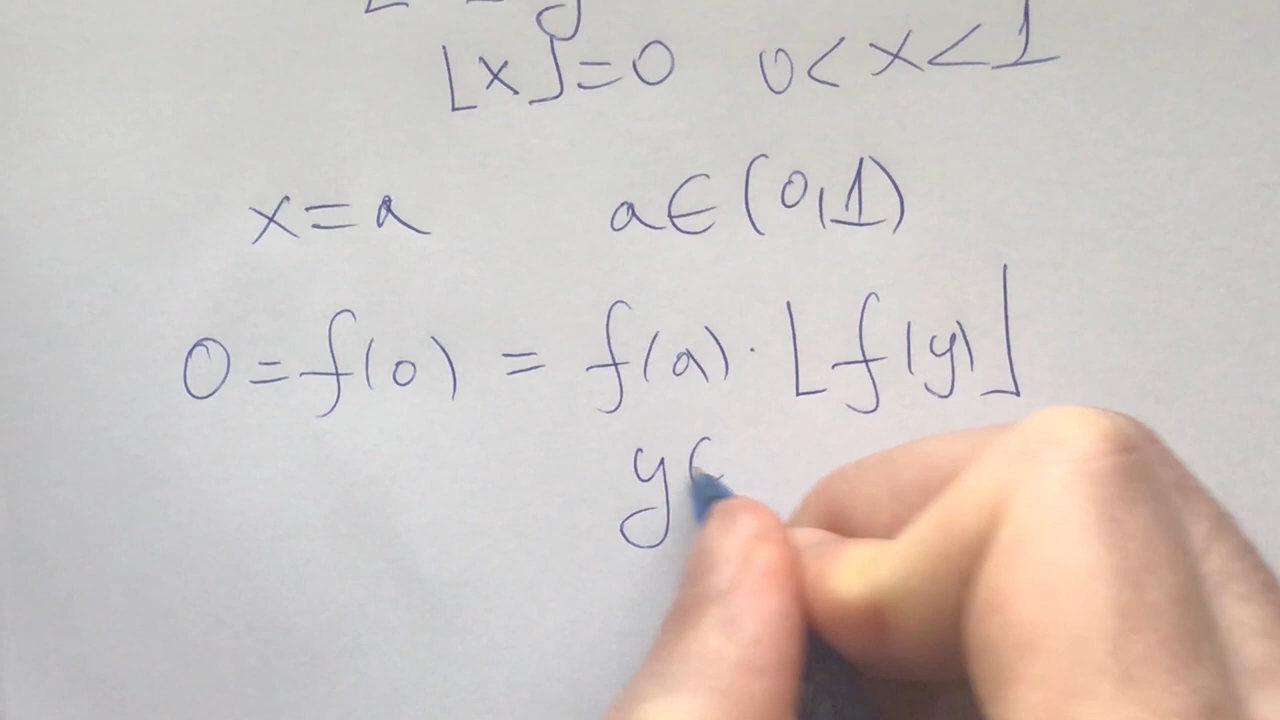 ⌊x⌋=0 0<x<1
x=a a∈(0,1)
0=f(0) = f(a)·⌊f(y)⌋
y